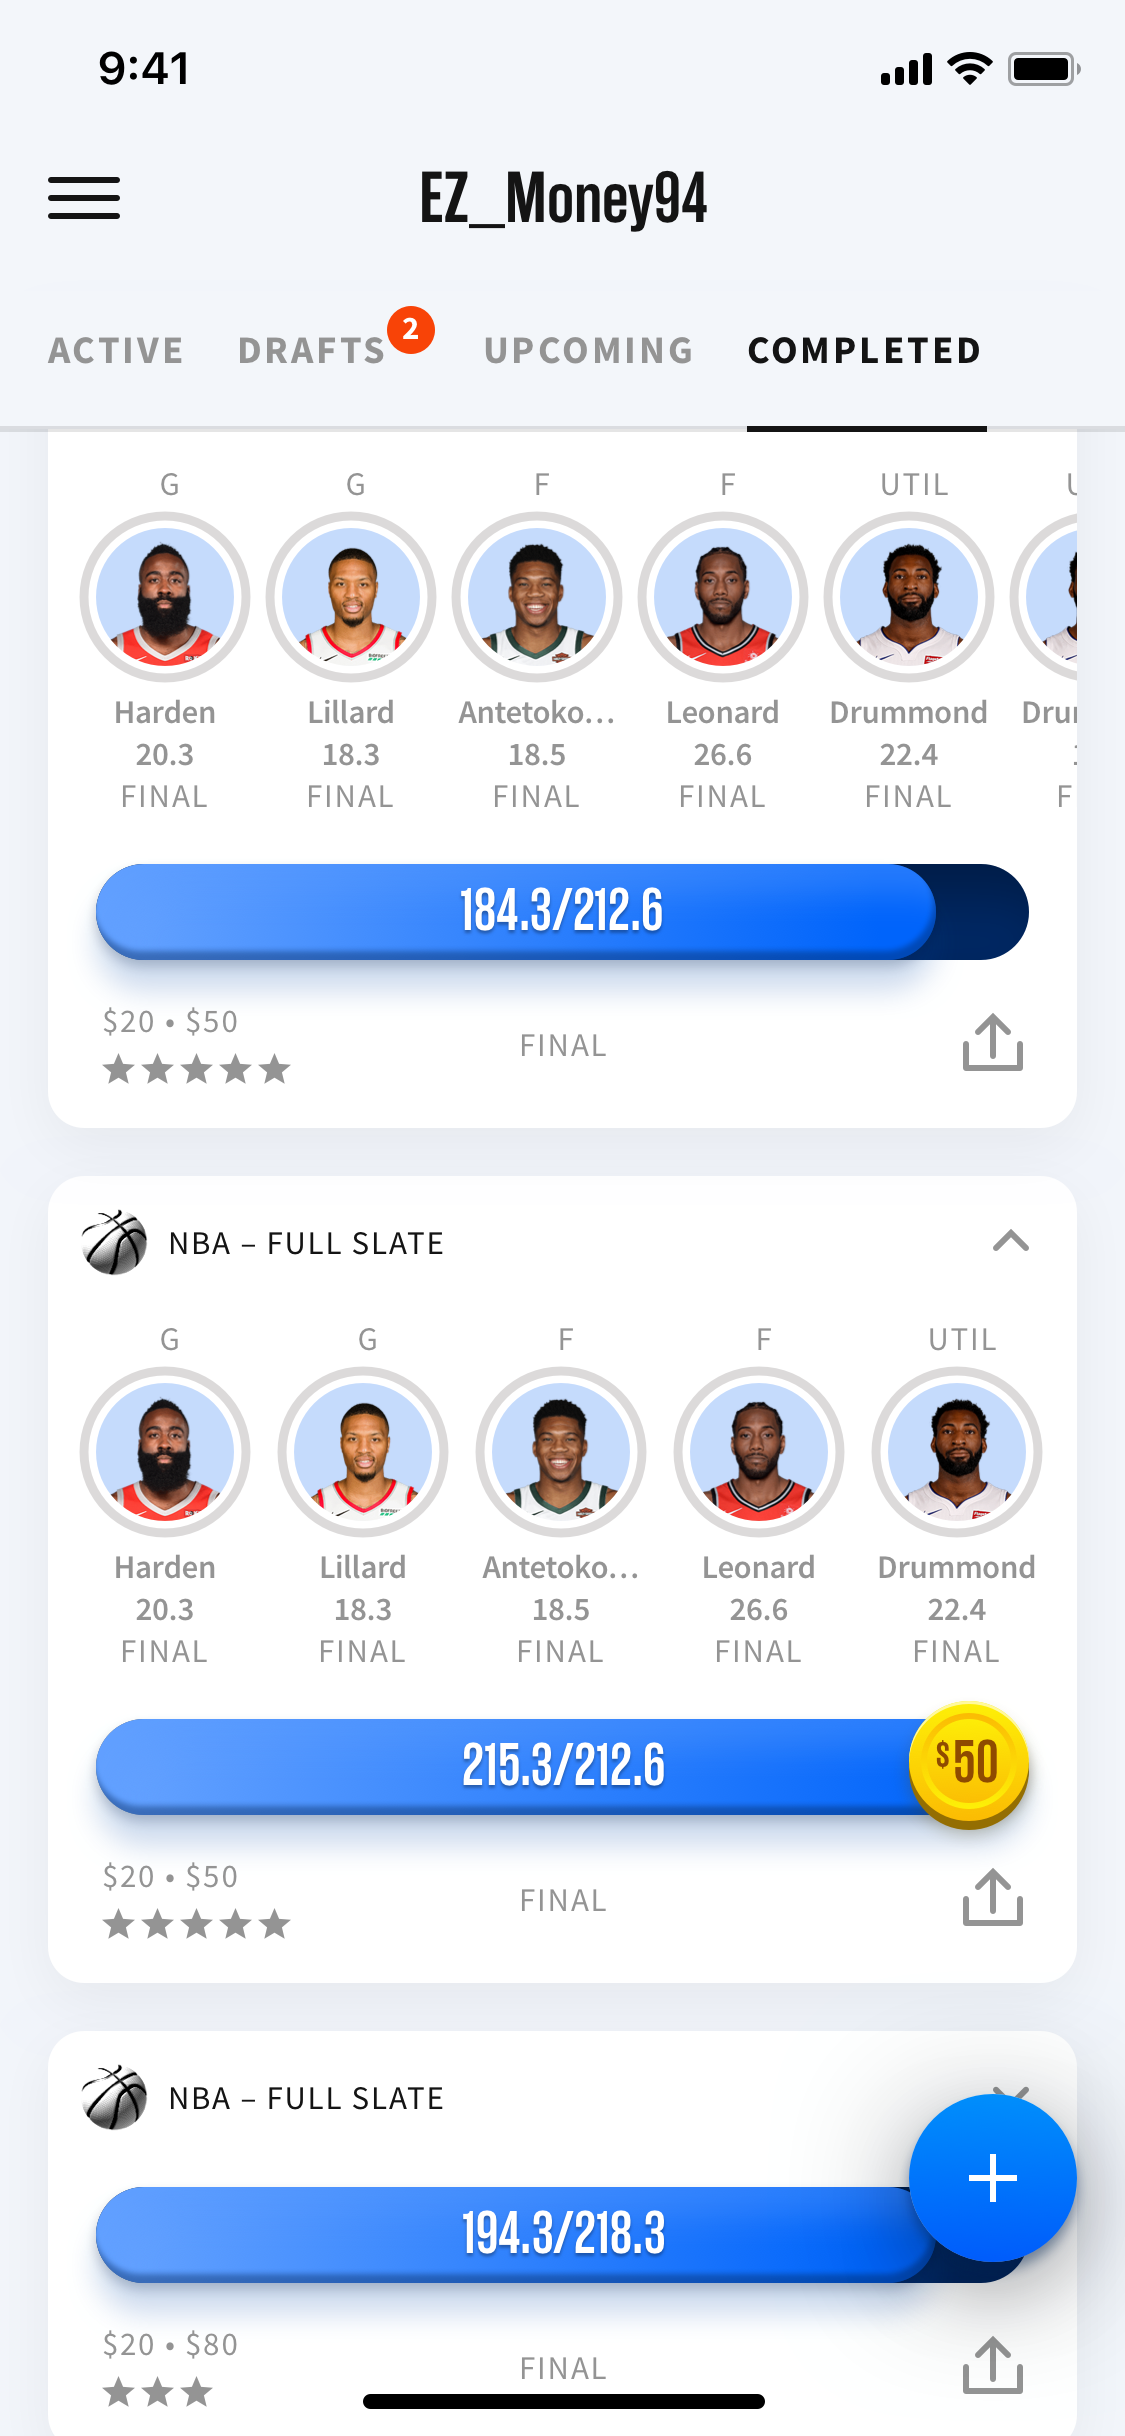 9:41
EZ_Money94
ACTIVE DRAFTS 2 UPCOMING COMPLETED
G G F F UTIL
Harden Lillard Antetoko... Leonard Drummond
20.3 18.3 18.5 26.6 22.4
FINAL FINAL FINAL FINAL FINAL F
184.3/212.6
$20 • $50
FINAL
NBA – FULL SLATE
G G F F UTIL
Harden Lillard Antetoko... Leonard Drummond
20.3 18.3 18.5 26.6 22.4
FINAL FINAL FINAL FINAL FINAL
215.3/212.6 $50
$20 • $50
FINAL
NBA – FULL SLATE
194.3/218.3
$20 • $80
FINAL